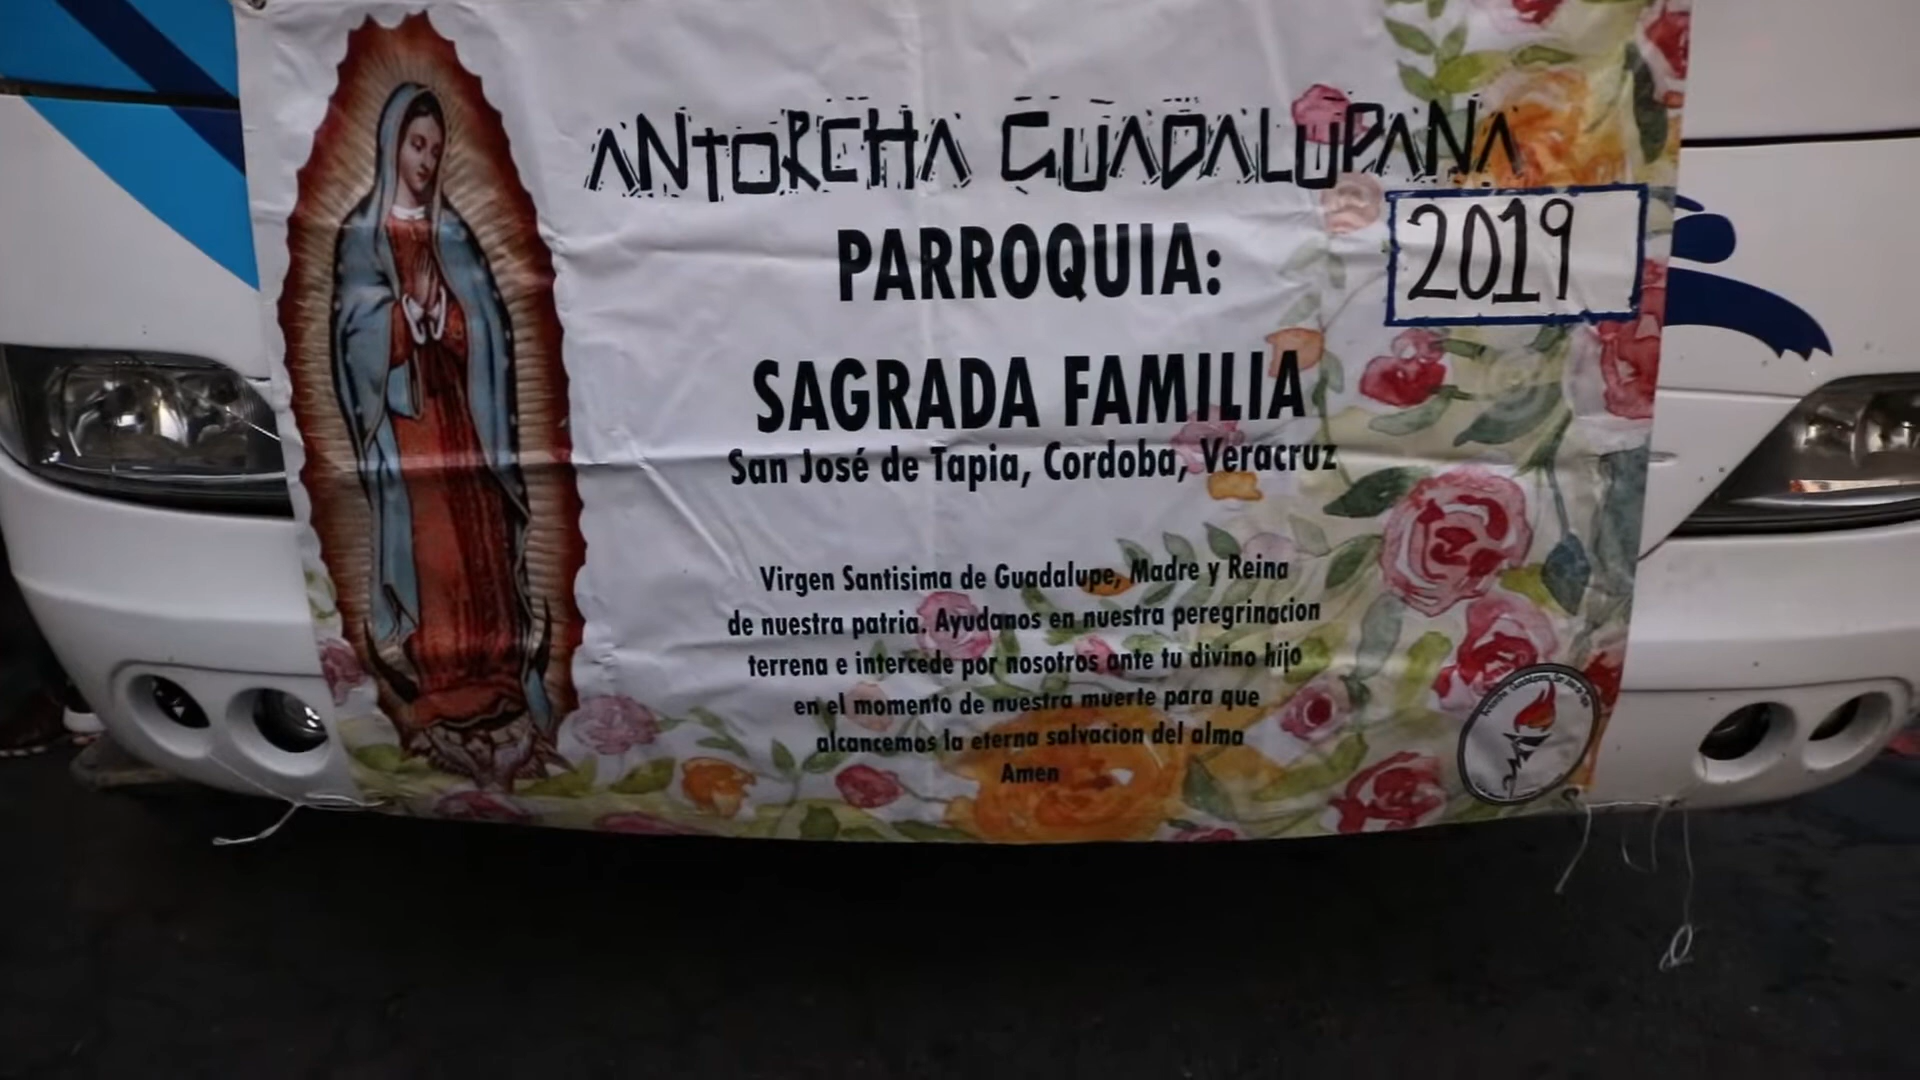 ANTORCHA GUADALUPANA
PARROQUIA:
2019
SAGRADA FAMILIA
San José de Tapia, Cordoba, Veracruz
Virgen Santisima de Guadalupe, Madre y Reina
de nuestra patria. Ayudanos en nuestra peregrinacion
terrena e intercede por nosotros ante tu divino hijo
en el momento de nuestra muerte para que
alcancemos la eterna salvacion del alma
Amen